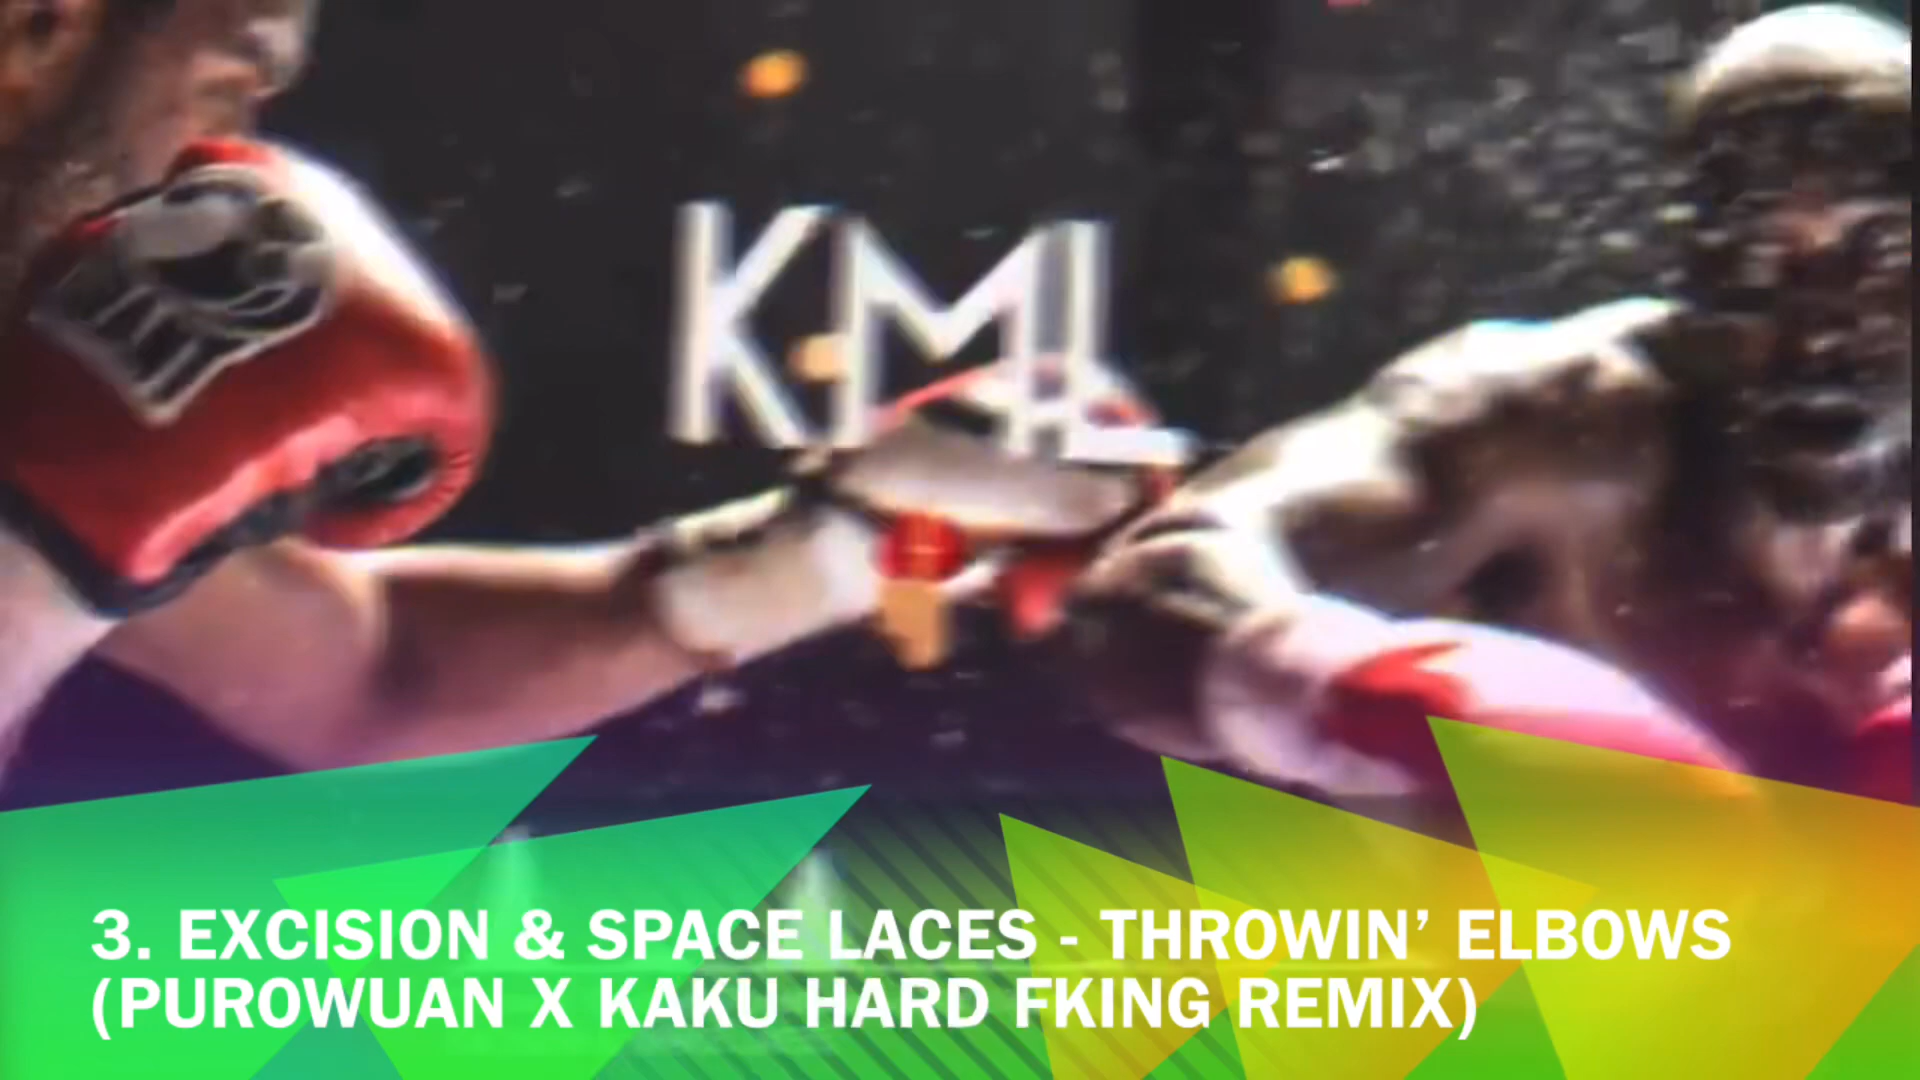 KML
3. EXCISION & SPACE LACES - THROWIN’ ELBOWS
(PUROWUAN X KAKU HARD FKING REMIX)